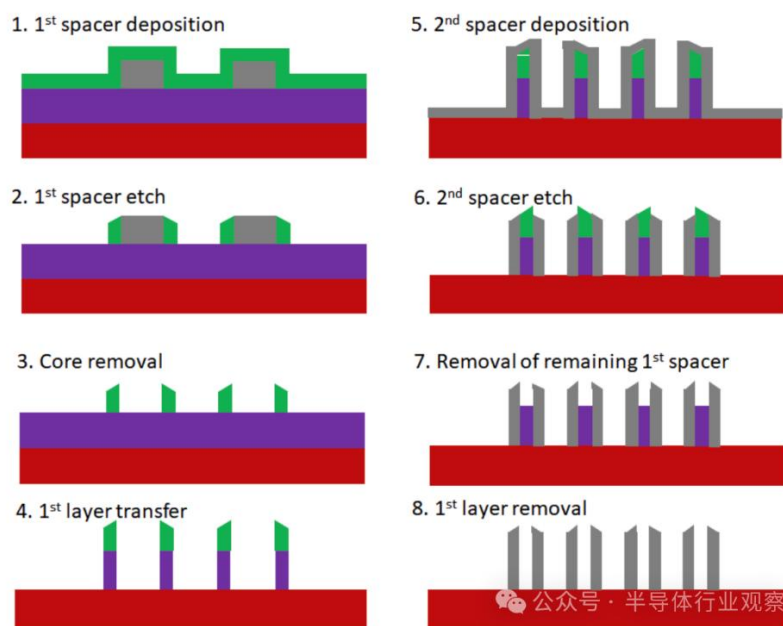 1. 1st spacer deposition
2. 1st spacer etch
3. Core removal
4. 1st layer transfer
5. 2nd spacer deposition
6. 2nd spacer etch
7. Removal of remaining 1st spacer
8. 1st layer removal
公众号 · 半导体行业观察